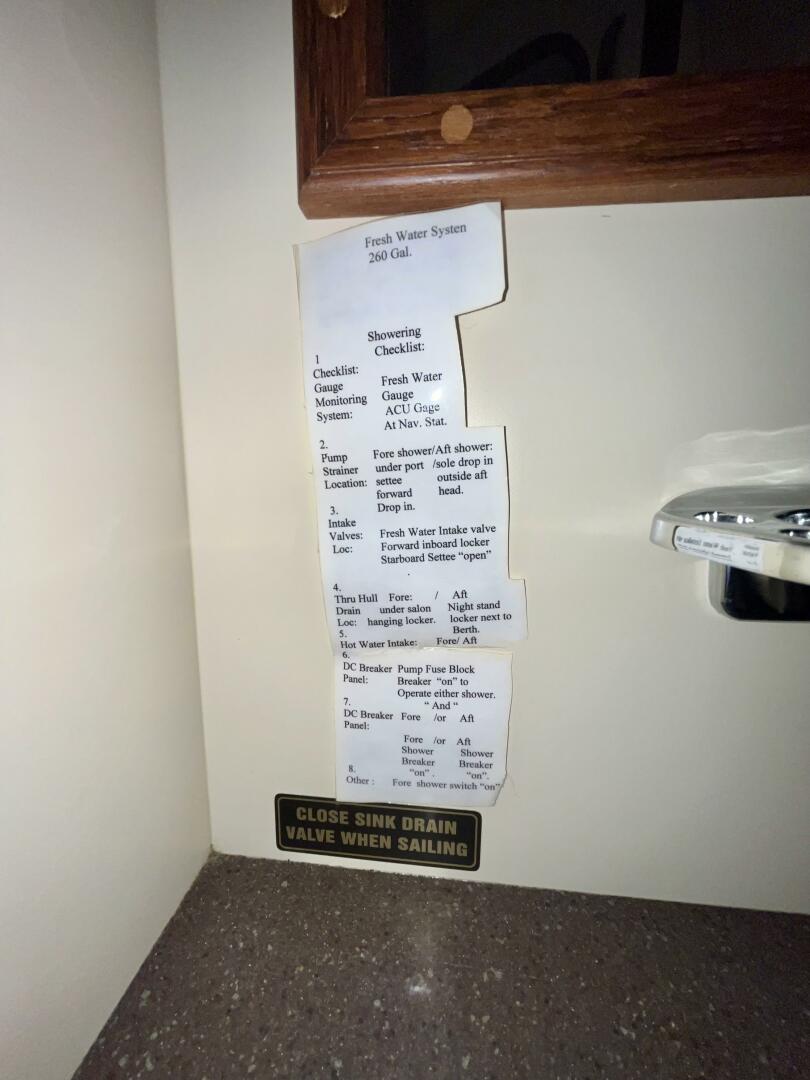 Fresh Water Systen
260 Gal.
Showering
1 Checklist:
Checklist:
Gauge Fresh Water
Monitoring Gauge
System: ACU Gage
At Nav. Stat.
2.
Pump Fore shower/Aft shower:
Strainer under port /sole drop in
Location: settee outside aft
forward head.
3. Drop in.
Intake
Valves: Fresh Water Intake valve
Loc: Forward inboard locker
Starboard Settee "open"
4.
Thru Hull Fore: / Aft
Drain under salon Night stand
Loc: hanging locker. locker next to
5. Berth.
Hot Water Intake: Fore/ Aft
6.
DC Breaker Pump Fuse Block
Panel: Breaker "on" to
Operate either shower.
7. " And "
DC Breaker Fore /or Aft
Panel:
Fore /or Aft
Shower Shower
Breaker Breaker
8. "on" . "on".
Other : Fore shower switch "on"
CLOSE SINK DRAIN
VALVE WHEN SAILING